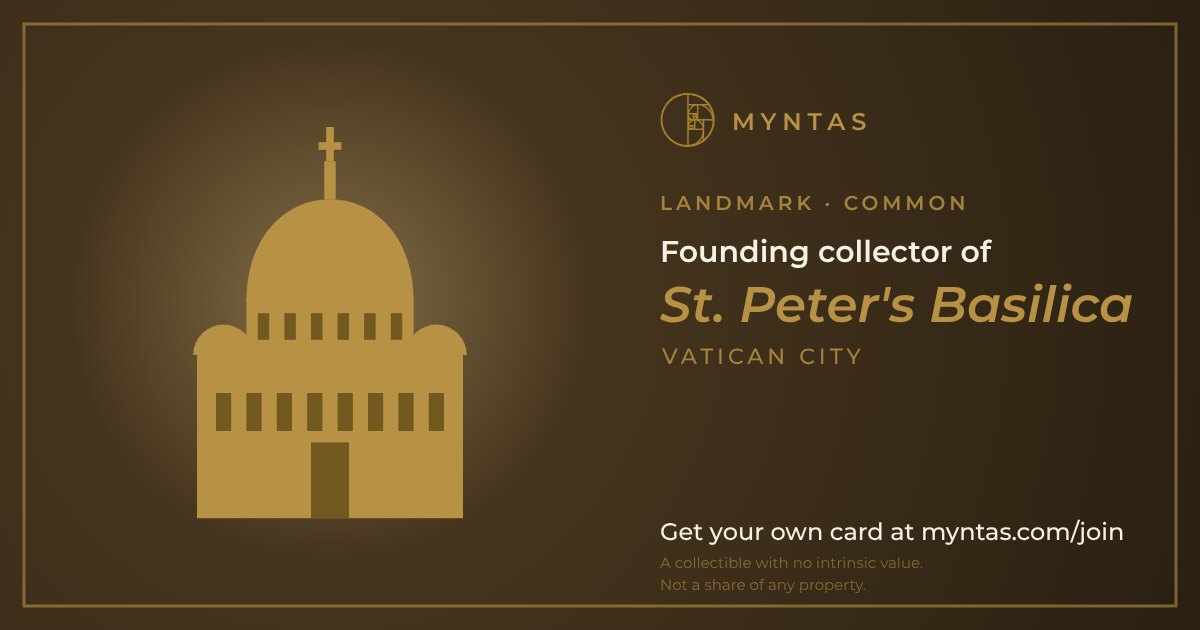 MYNTAS
LANDMARK · COMMON
Founding collector of
St. Peter's Basilica
VATICAN CITY
Get your own card at myntas.com/join
A collectible with no intrinsic value.
Not a share of any property.